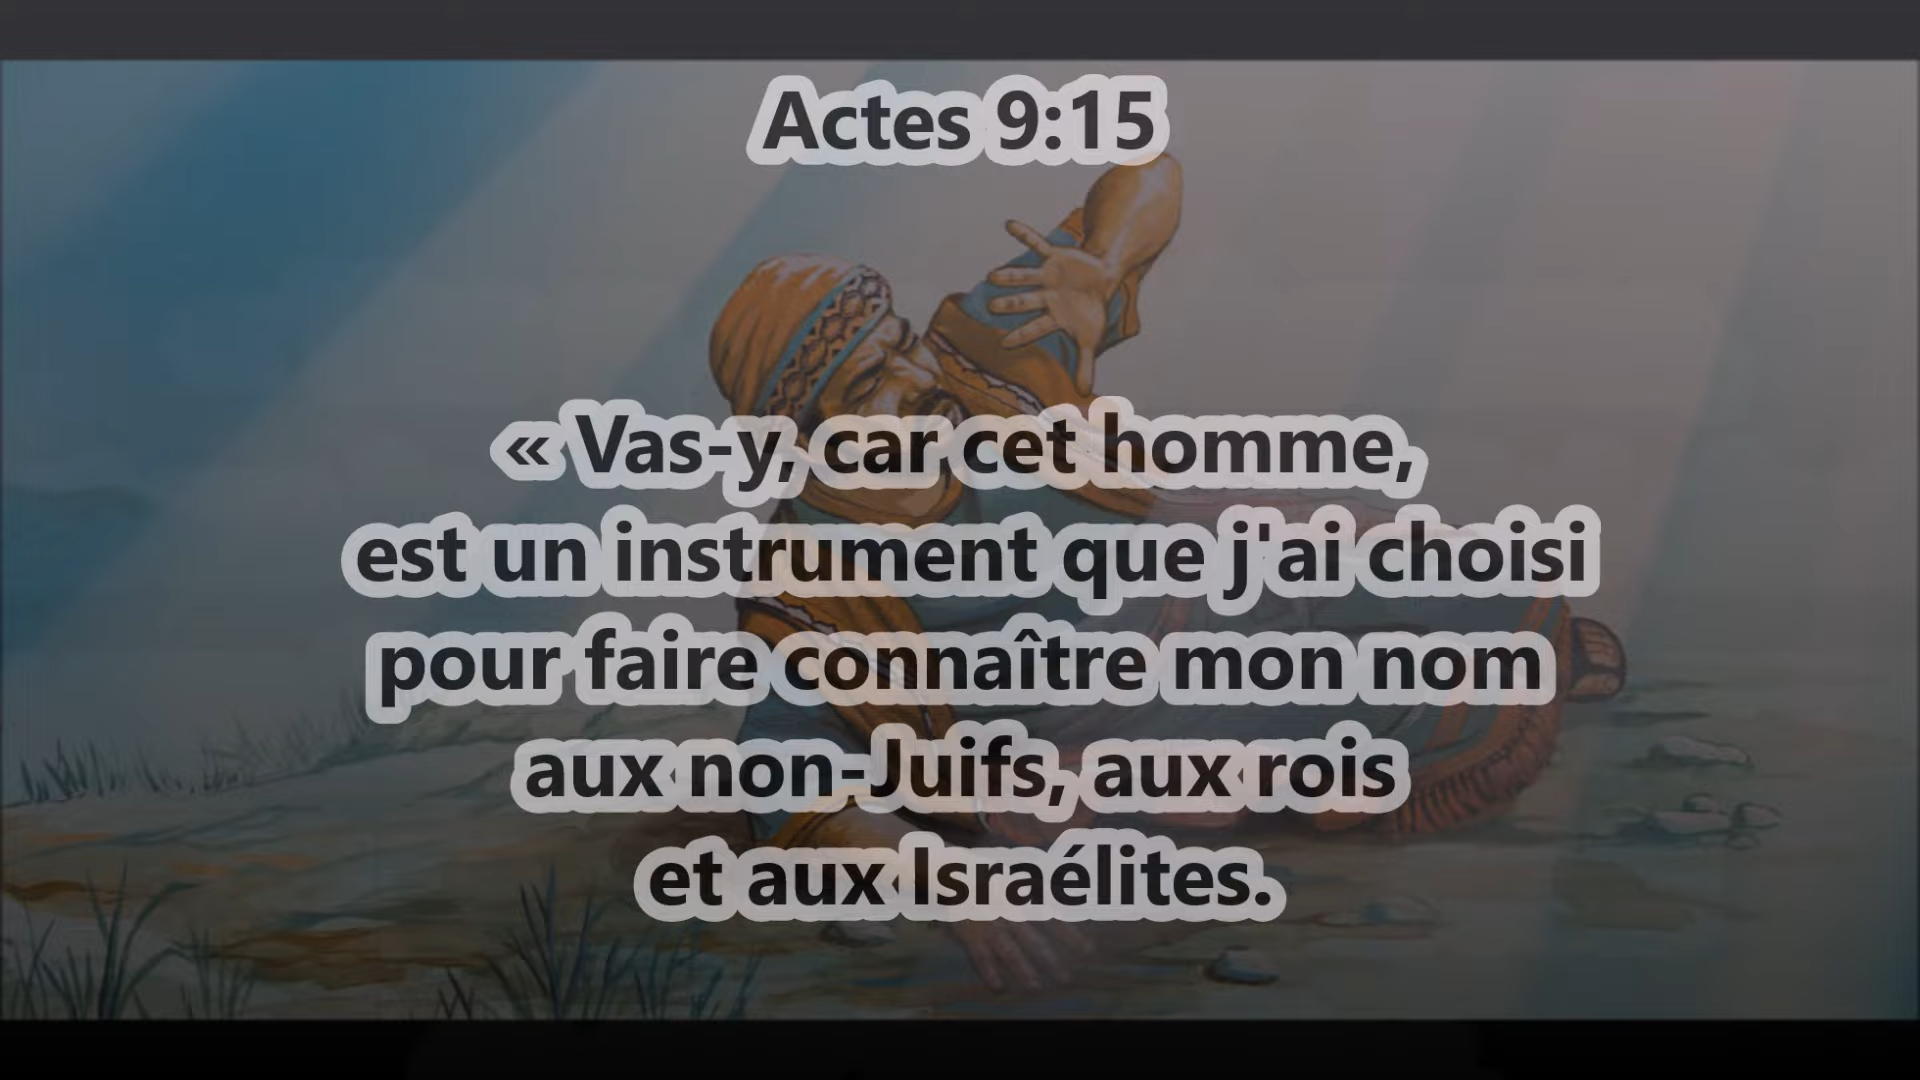 Actes 9:15
« Vas-y, car cet homme,
est un instrument que j'ai choisi
pour faire connaître mon nom
aux non-Juifs, aux rois
et aux Israélites.